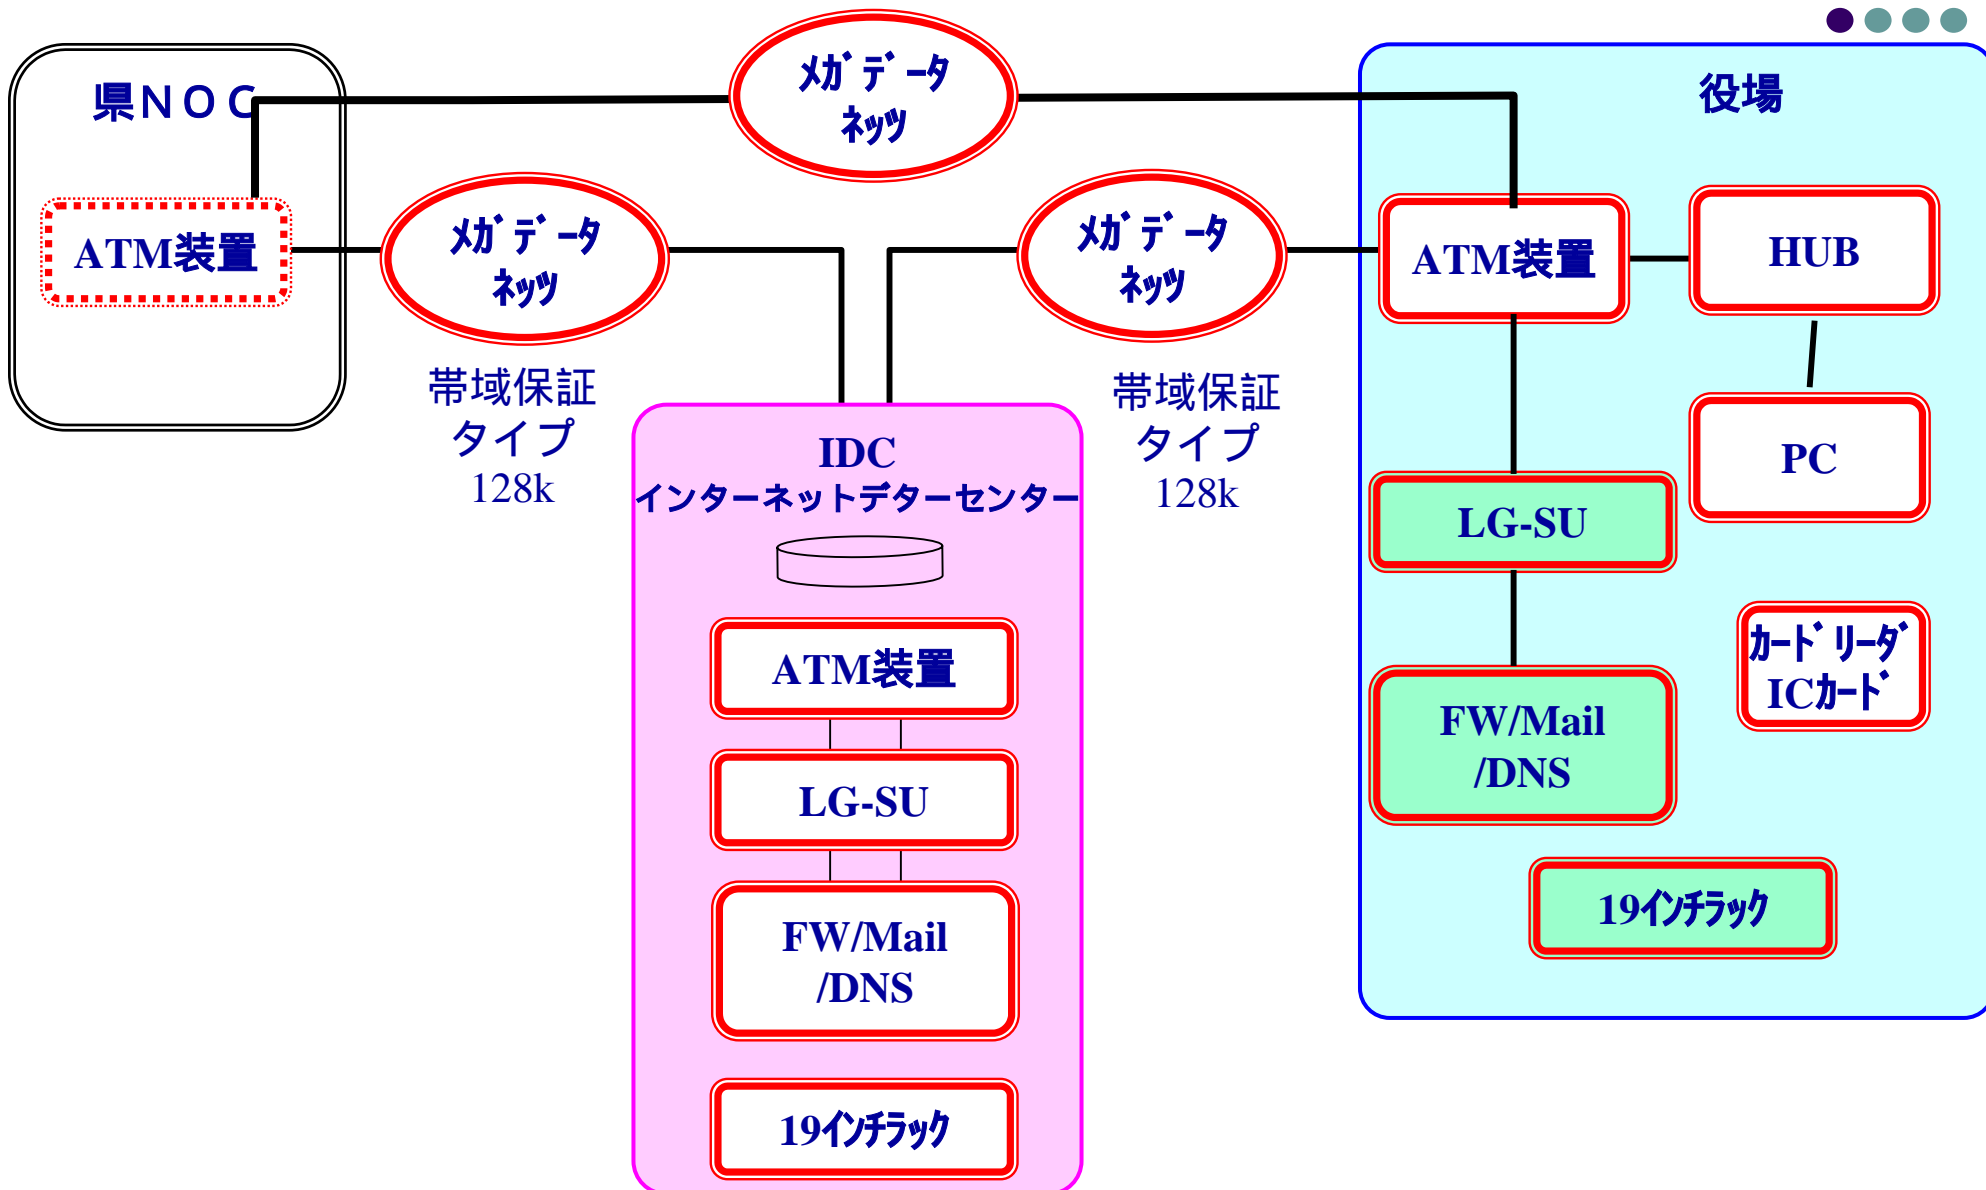 県ＮＯＣ
ATM装置
ﾒｶﾞﾃﾞｰﾀ
ﾈｯﾂ
ﾒｶﾞﾃﾞｰﾀ
ﾈｯﾂ
帯域保証
タイプ
128k
ﾒｶﾞﾃﾞｰﾀ
ﾈｯﾂ
帯域保証
タイプ
128k
IDC
インターネットデターセンター
ATM装置
LG-SU
FW/Mail
/DNS
19ｲﾝﾁﾗｯｸ
役場
ATM装置
HUB
PC
LG-SU
ｶｰﾄﾞﾘｰﾀﾞ
ICｶｰﾄﾞ
FW/Mail
/DNS
19ｲﾝﾁﾗｯｸ